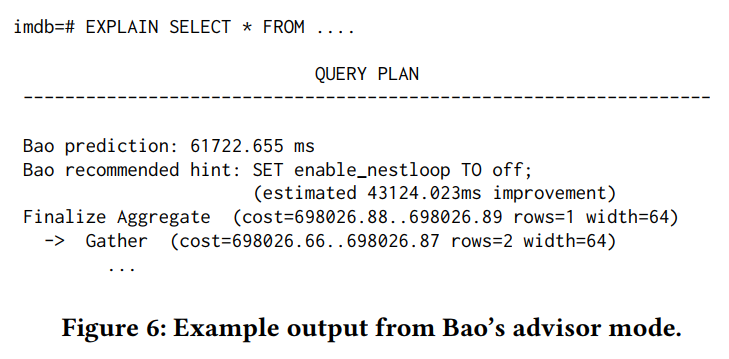 imdb=# EXPLAIN SELECT * FROM ....
QUERY PLAN
------------------------------------------------------------------
Bao prediction: 61722.655 ms
Bao recommended hint: SET enable_nestloop TO off;
(estimated 43124.023ms improvement)
Finalize Aggregate (cost=698026.88..698026.89 rows=1 width=64)
-> Gather (cost=698026.66..698026.87 rows=2 width=64)
...
Figure 6: Example output from Bao's advisor mode.